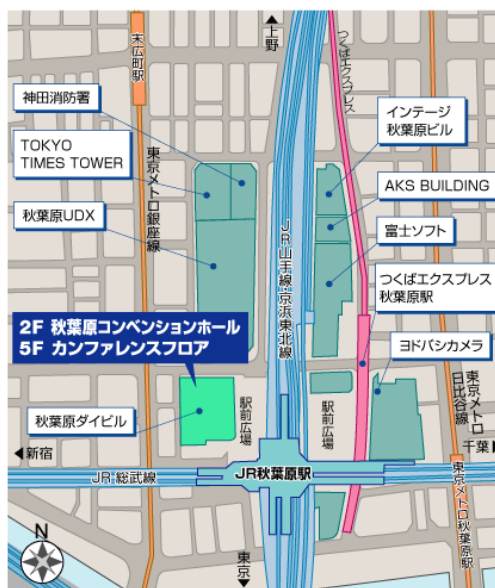 ▲上野
末広町駅
つくばエクスプレス
神田消防署
TOKYO
TIMES TOWER
東京メトロ銀座線
秋葉原UDX
インテージ
秋葉原ビル
AKS BUILDING
富士ソフト
JR山手線・京浜東北線
つくばエクスプレス
秋葉原駅
2F 秋葉原コンベンションホール
5F カンファレンスフロア
ヨドバシカメラ
東京メトロ
日比谷線
秋葉原ダイビル
駅前広場
駅前広場
◀新宿
千葉▶
JR 総武線
JR秋葉原駅
東京メトロ秋葉原駅
N
東京▼